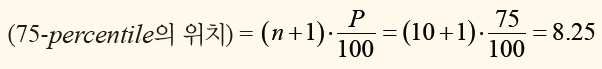 (75-percentile의 위치) = (n+1)·P/100 = (10+1)·75/100 = 8.25